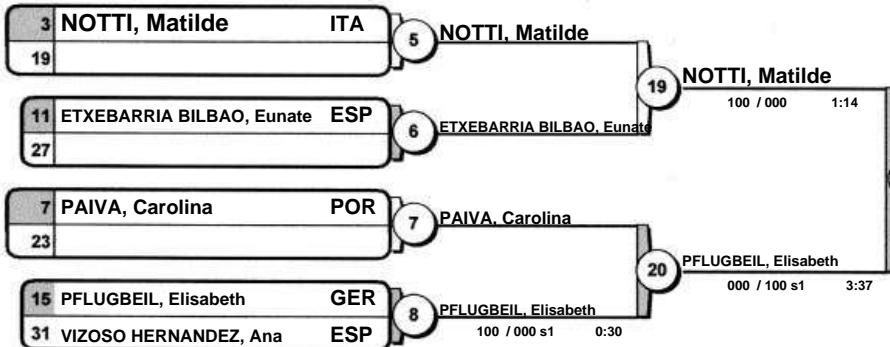 3 NOTTI, Matilde ITA
19
5 NOTTI, Matilde
11 ETXEBARRIA BILBAO, Eunate ESP
27
6 ETXEBARRIA BILBAO, Eunate
19 NOTTI, Matilde
100 / 000 1:14
7 PAIVA, Carolina POR
23
7 PAIVA, Carolina
15 PFLUGBEIL, Elisabeth GER
31 VIZOSO HERNANDEZ, Ana ESP
8 PFLUGBEIL, Elisabeth
100 / 000 s1 0:30
20 PFLUGBEIL, Elisabeth
000 / 100 s1 3:37